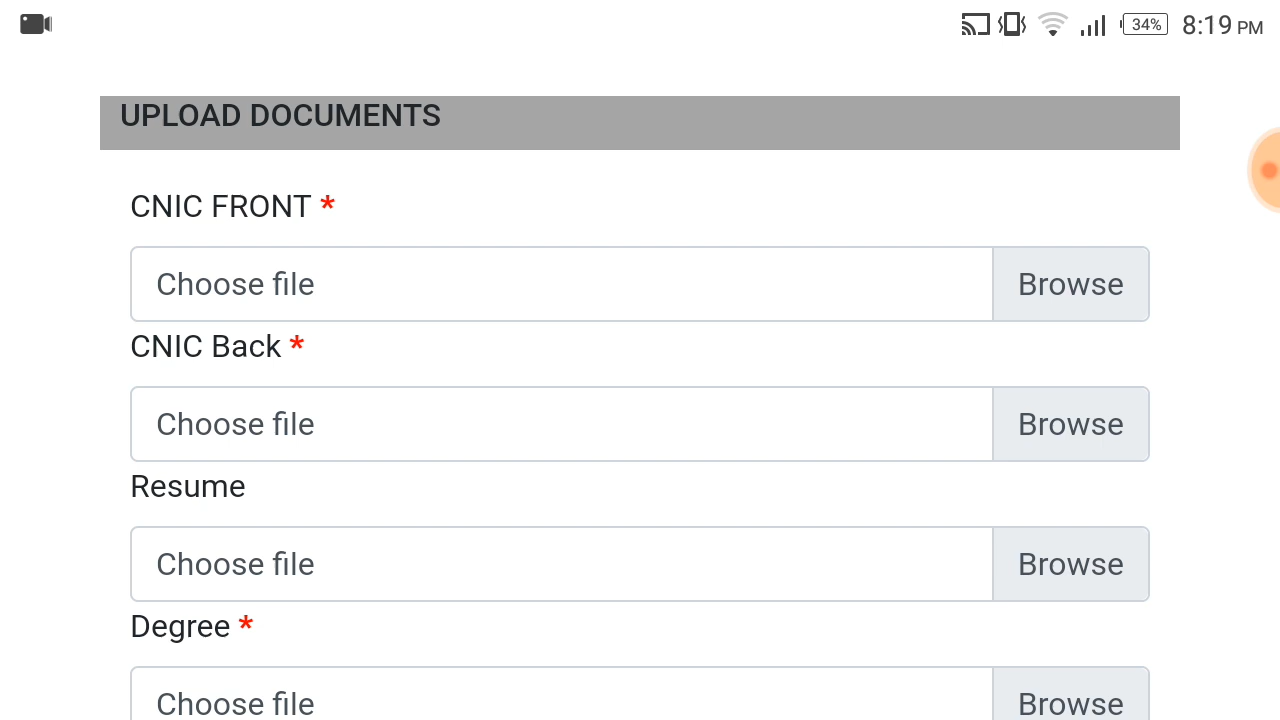 34% 8:19 PM
UPLOAD DOCUMENTS
CNIC FRONT *
Choose file Browse
CNIC Back *
Choose file Browse
Resume
Choose file Browse
Degree *
Choose file Browse